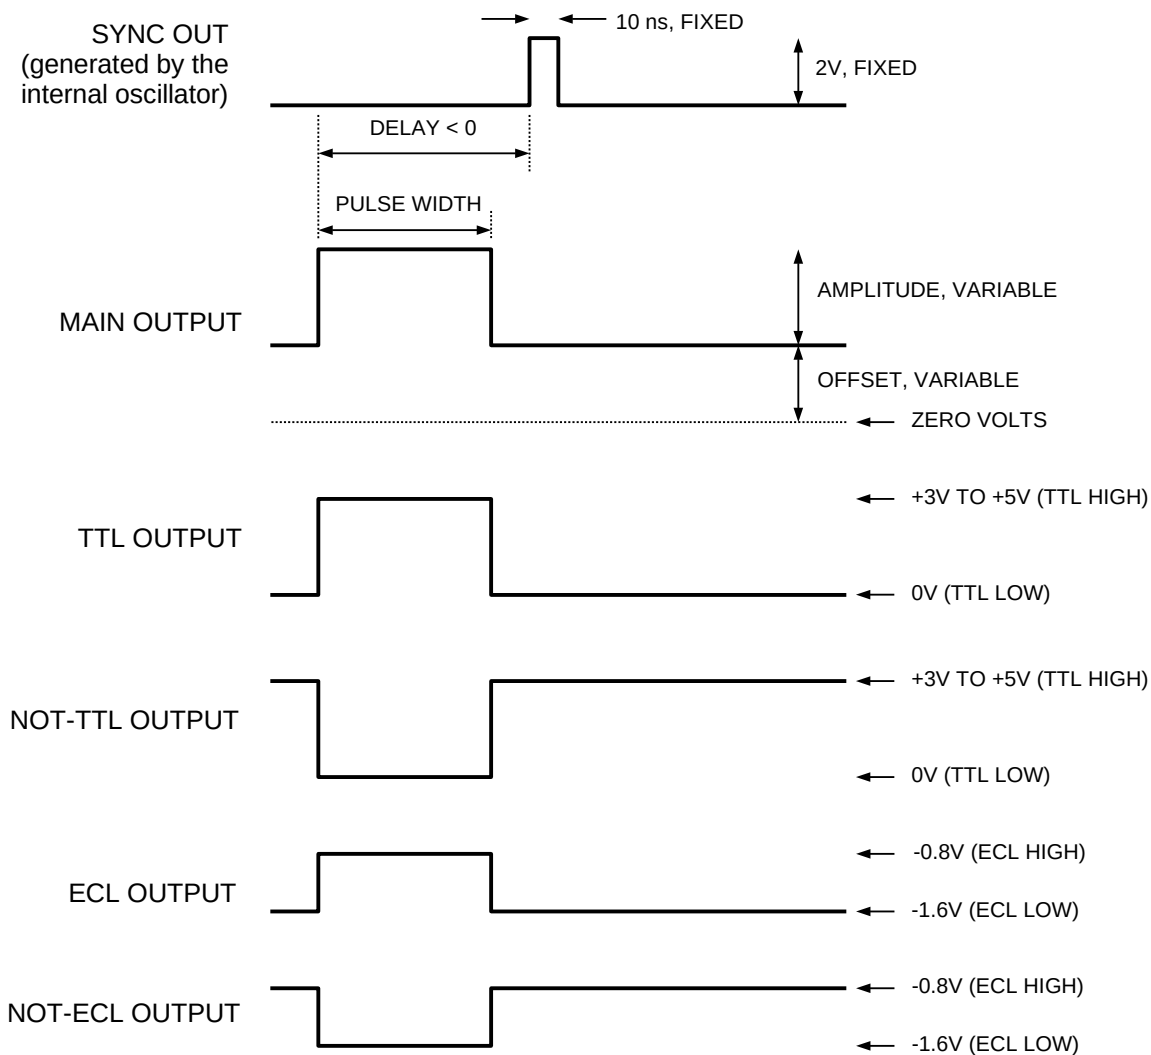 10 ns, FIXED
SYNC OUT
(generated by the
internal oscillator)
2V, FIXED
DELAY < 0
PULSE WIDTH
AMPLITUDE, VARIABLE
MAIN OUTPUT
OFFSET, VARIABLE
ZERO VOLTS
+3V TO +5V (TTL HIGH)
TTL OUTPUT
0V (TTL LOW)
+3V TO +5V (TTL HIGH)
NOT-TTL OUTPUT
0V (TTL LOW)
-0.8V (ECL HIGH)
ECL OUTPUT
-1.6V (ECL LOW)
-0.8V (ECL HIGH)
NOT-ECL OUTPUT
-1.6V (ECL LOW)